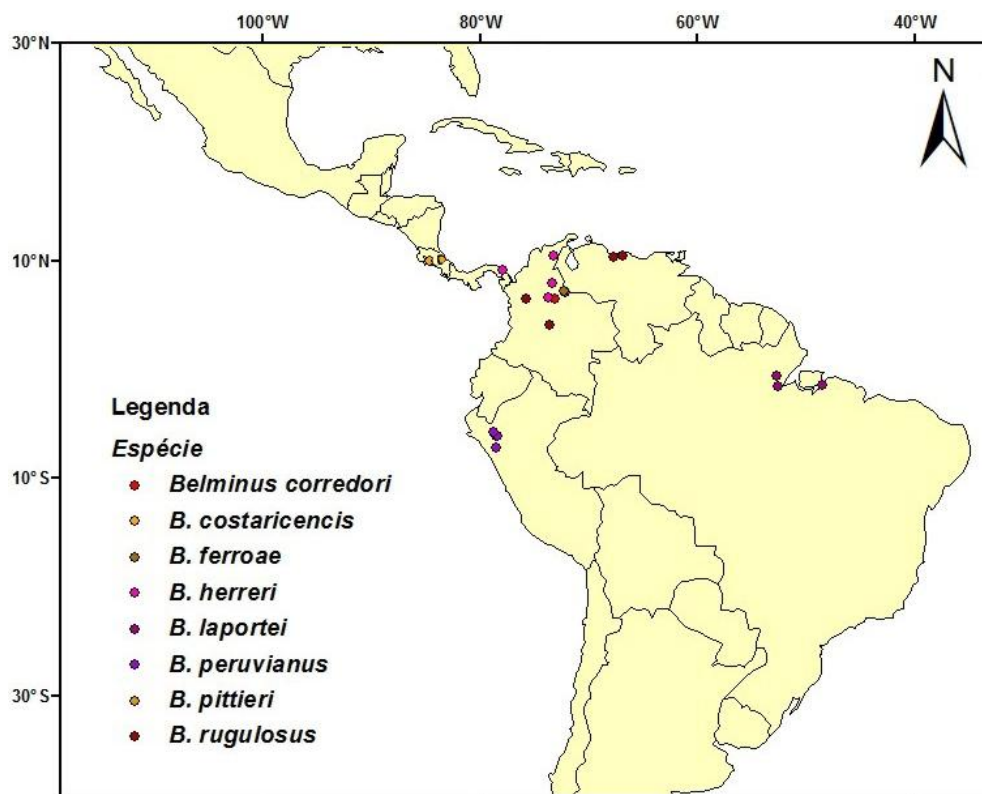 100°W 80°W 60°W 40°W
30°N
N
10°N
10°S
30°S
Legenda
Espécie
Belminus corredori
B. costaricencis
B. ferroae
B. herreri
B. laportei
B. peruvianus
B. pittieri
B. rugulosus